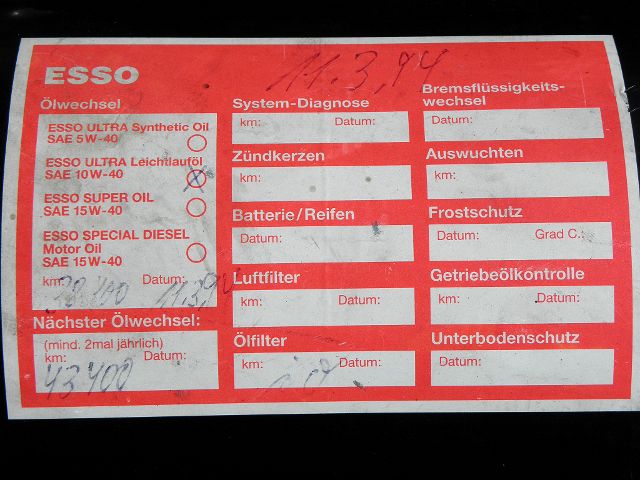 ESSO
11.3.94
Ölwechsel
ESSO ULTRA Synthetic Oil
SAE 5W-40
ESSO ULTRA Leichtlauföl
SAE 10W-40
ESSO SUPER OIL
SAE 15W-40
ESSO SPECIAL DIESEL
Motor Oil
SAE 15W-40
km: Datum:
11.3.94
Nächster Ölwechsel:
(mind. 2mal jährlich)
km: Datum:
43400
System-Diagnose
km: Datum:
Zündkerzen
km:
Batterie/Reifen
Datum:
Luftfilter
km: Datum:
Ölfilter
km: Datum:
Bremsflüssigkeits-
wechsel
Datum:
Auswuchten
km:
Frostschutz
Datum: Grad C.:
Getriebeölkontrolle
km: Datum:
Unterbodenschutz
Datum: